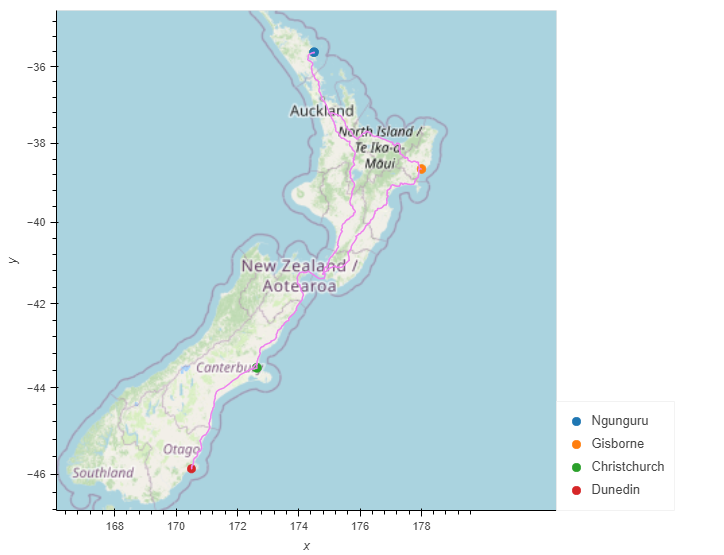 −36
−38
−40
−42
−44
−46
y
Auckland
North Island /
Te Ika-a-
Māui
New Zealand /
Aotearoa
Canterbu
Otago
Southland
168
170
172
174
176
178
x
Ngunguru
Gisborne
Christchurch
Dunedin